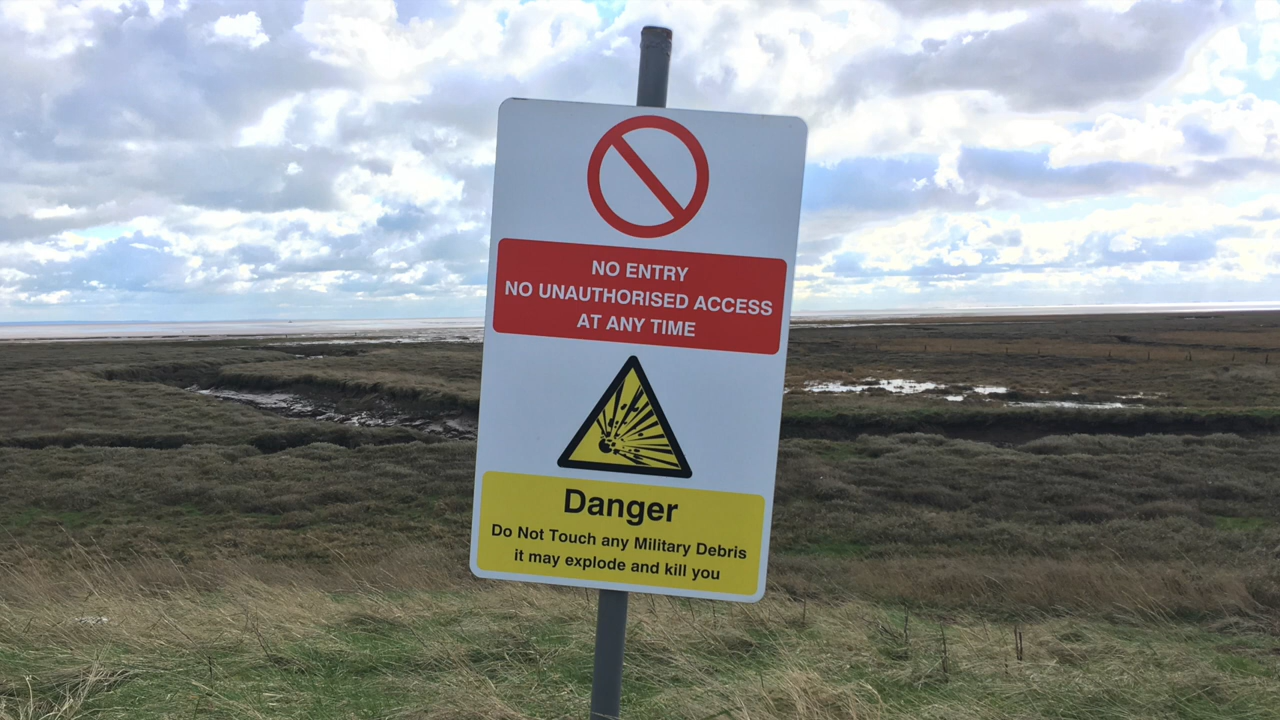 NO ENTRY
NO UNAUTHORISED ACCESS
AT ANY TIME
Danger
Do Not Touch any Military Debris
it may explode and kill you